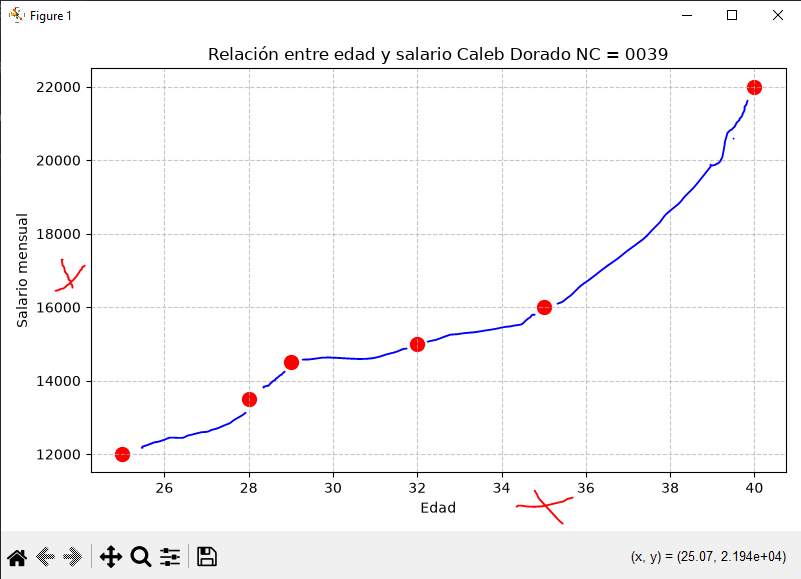 Figure 1
Relación entre edad y salario Caleb Dorado NC = 0039
22000
20000
18000
16000
14000
12000
Salario mensual
26 28 30 32 34 36 38 40
Edad
(x, y) = (25.07, 2.194e+04)